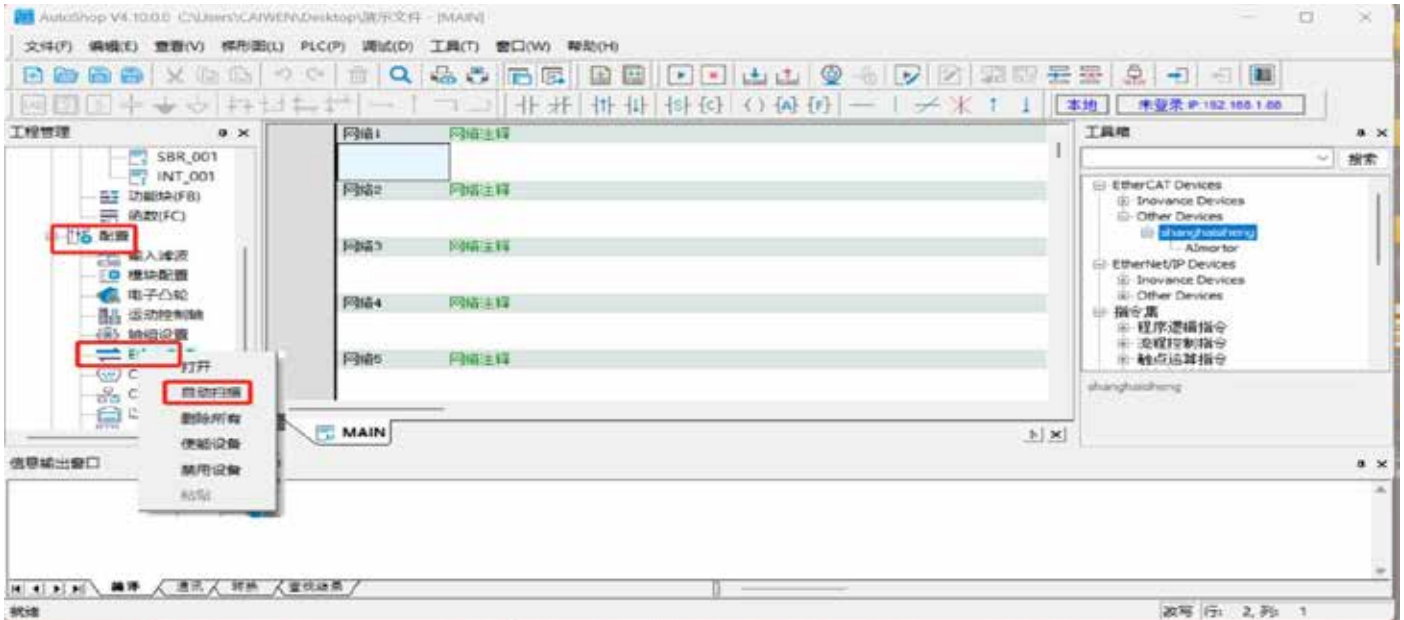 AutoShop V4.10.0.0 C:\Users\CAIWEN\Desktop\演示文件 - [MAIN]
文件(F) 编辑(E) 查看(V) 梯形图(L) PLC(P) 调试(D) 工具(T) 窗口(W) 帮助(H)
本地 未登录 IP:192.168.1.88
工程管理
SBR_001
INT_001
功能块(FB)
函数(FC)
配置
输入滤波
模块配置
电子凸轮
运动控制轴
轴组设置
打开
自动扫描
删除所有
使能设备
禁用设备
粘贴
网络1 网络注释
网络2 网络注释
网络3 网络注释
网络4 网络注释
网络5 网络注释
MAIN
工具箱
搜索
EtherCAT Devices
Inovance Devices
Other Devices
shanghaisheng
AImortor
EtherNet/IP Devices
Inovance Devices
Other Devices
指令集
程序逻辑指令
流程控制指令
触点运算指令
shanghaisheng
信息输出窗口
编译 通讯 转换 查找结果
就绪
改写 行: 2, 列: 1